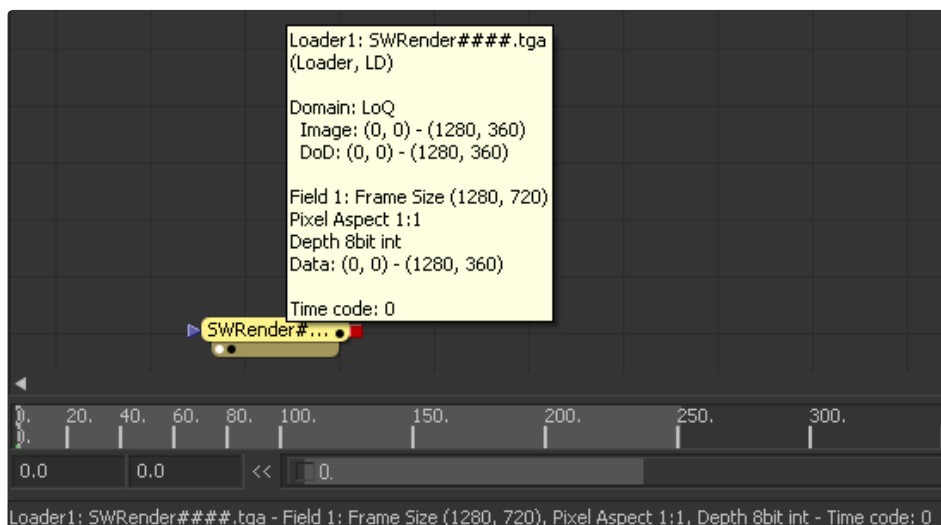 Loader1: SWRender####.tga
(Loader, LD)
Domain: LoQ
Image: (0, 0) - (1280, 360)
DoD: (0, 0) - (1280, 360)
Field 1: Frame Size (1280, 720)
Pixel Aspect 1:1
Depth 8bit int
Data: (0, 0) - (1280, 360)
Time code: 0
SWRender#...
0. 20. 40. 60. 80. 100. 150. 200. 250. 300.
0.
0.0 0.0 << 0.
Loader1: SWRender####.tga - Field 1: Frame Size (1280, 720), Pixel Aspect 1:1, Depth 8bit int - Time code: 0